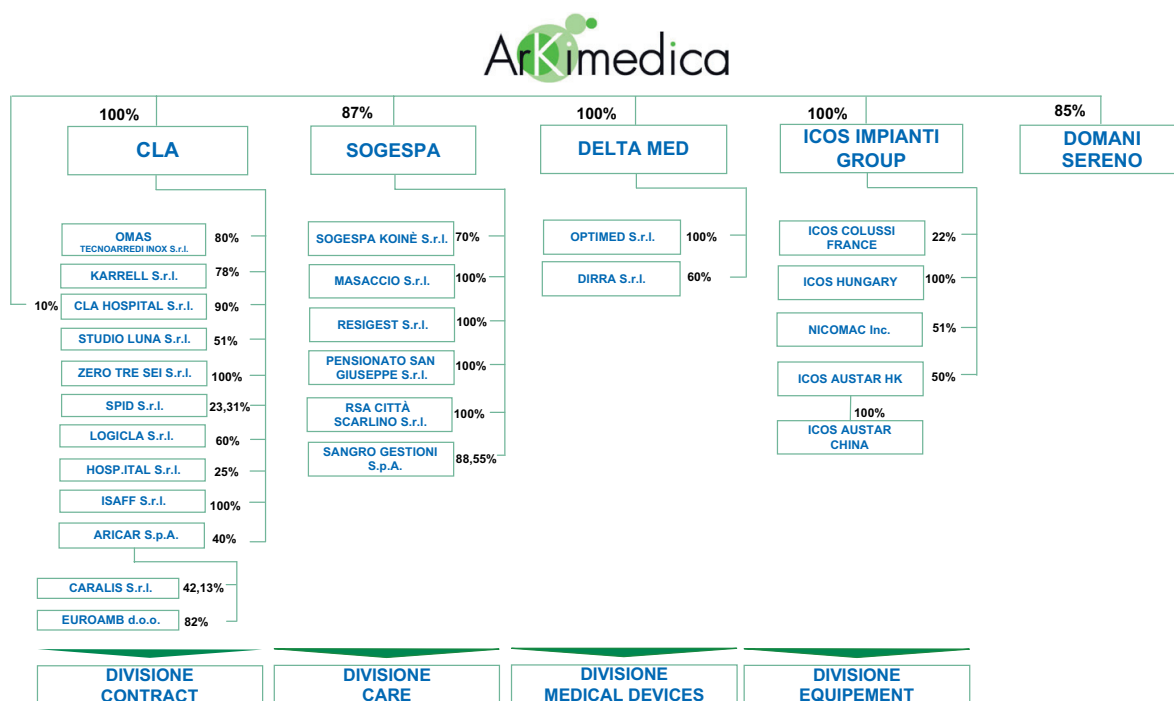 ArKimedica
100%
CLA
87%
SOGESPA
100%
DELTA MED
100%
ICOS IMPIANTI
GROUP
85%
DOMANI
SERENO
OMAS
TECNOARREDI INOX S.r.l.
80%
KARRELL S.r.l.
78%
10%
CLA HOSPITAL S.r.l.
90%
STUDIO LUNA S.r.l.
51%
ZERO TRE SEI S.r.l.
100%
SPID S.r.l.
23,31%
LOGICLA S.r.l.
60%
HOSP.ITAL S.r.l.
25%
ISAFF S.r.l.
100%
ARICAR S.p.A.
40%
CARALIS S.r.l.
42,13%
EUROAMB d.o.o.
82%
SOGESPA KOINÈ S.r.l.
70%
MASACCIO S.r.l.
100%
RESIGEST S.r.l.
100%
PENSIONATO SAN
GIUSEPPE S.r.l.
100%
RSA CITTÀ
SCARLINO S.r.l.
100%
SANGRO GESTIONI
S.p.A.
88,55%
OPTIMED S.r.l.
100%
DIRRA S.r.l.
60%
ICOS COLUSSI
FRANCE
22%
ICOS HUNGARY
100%
NICOMAC Inc.
51%
ICOS AUSTAR HK
50%
100%
ICOS AUSTAR
CHINA
DIVISIONE
CONTRACT
DIVISIONE
CARE
DIVISIONE
MEDICAL DEVICES
DIVISIONE
EQUIPEMENT